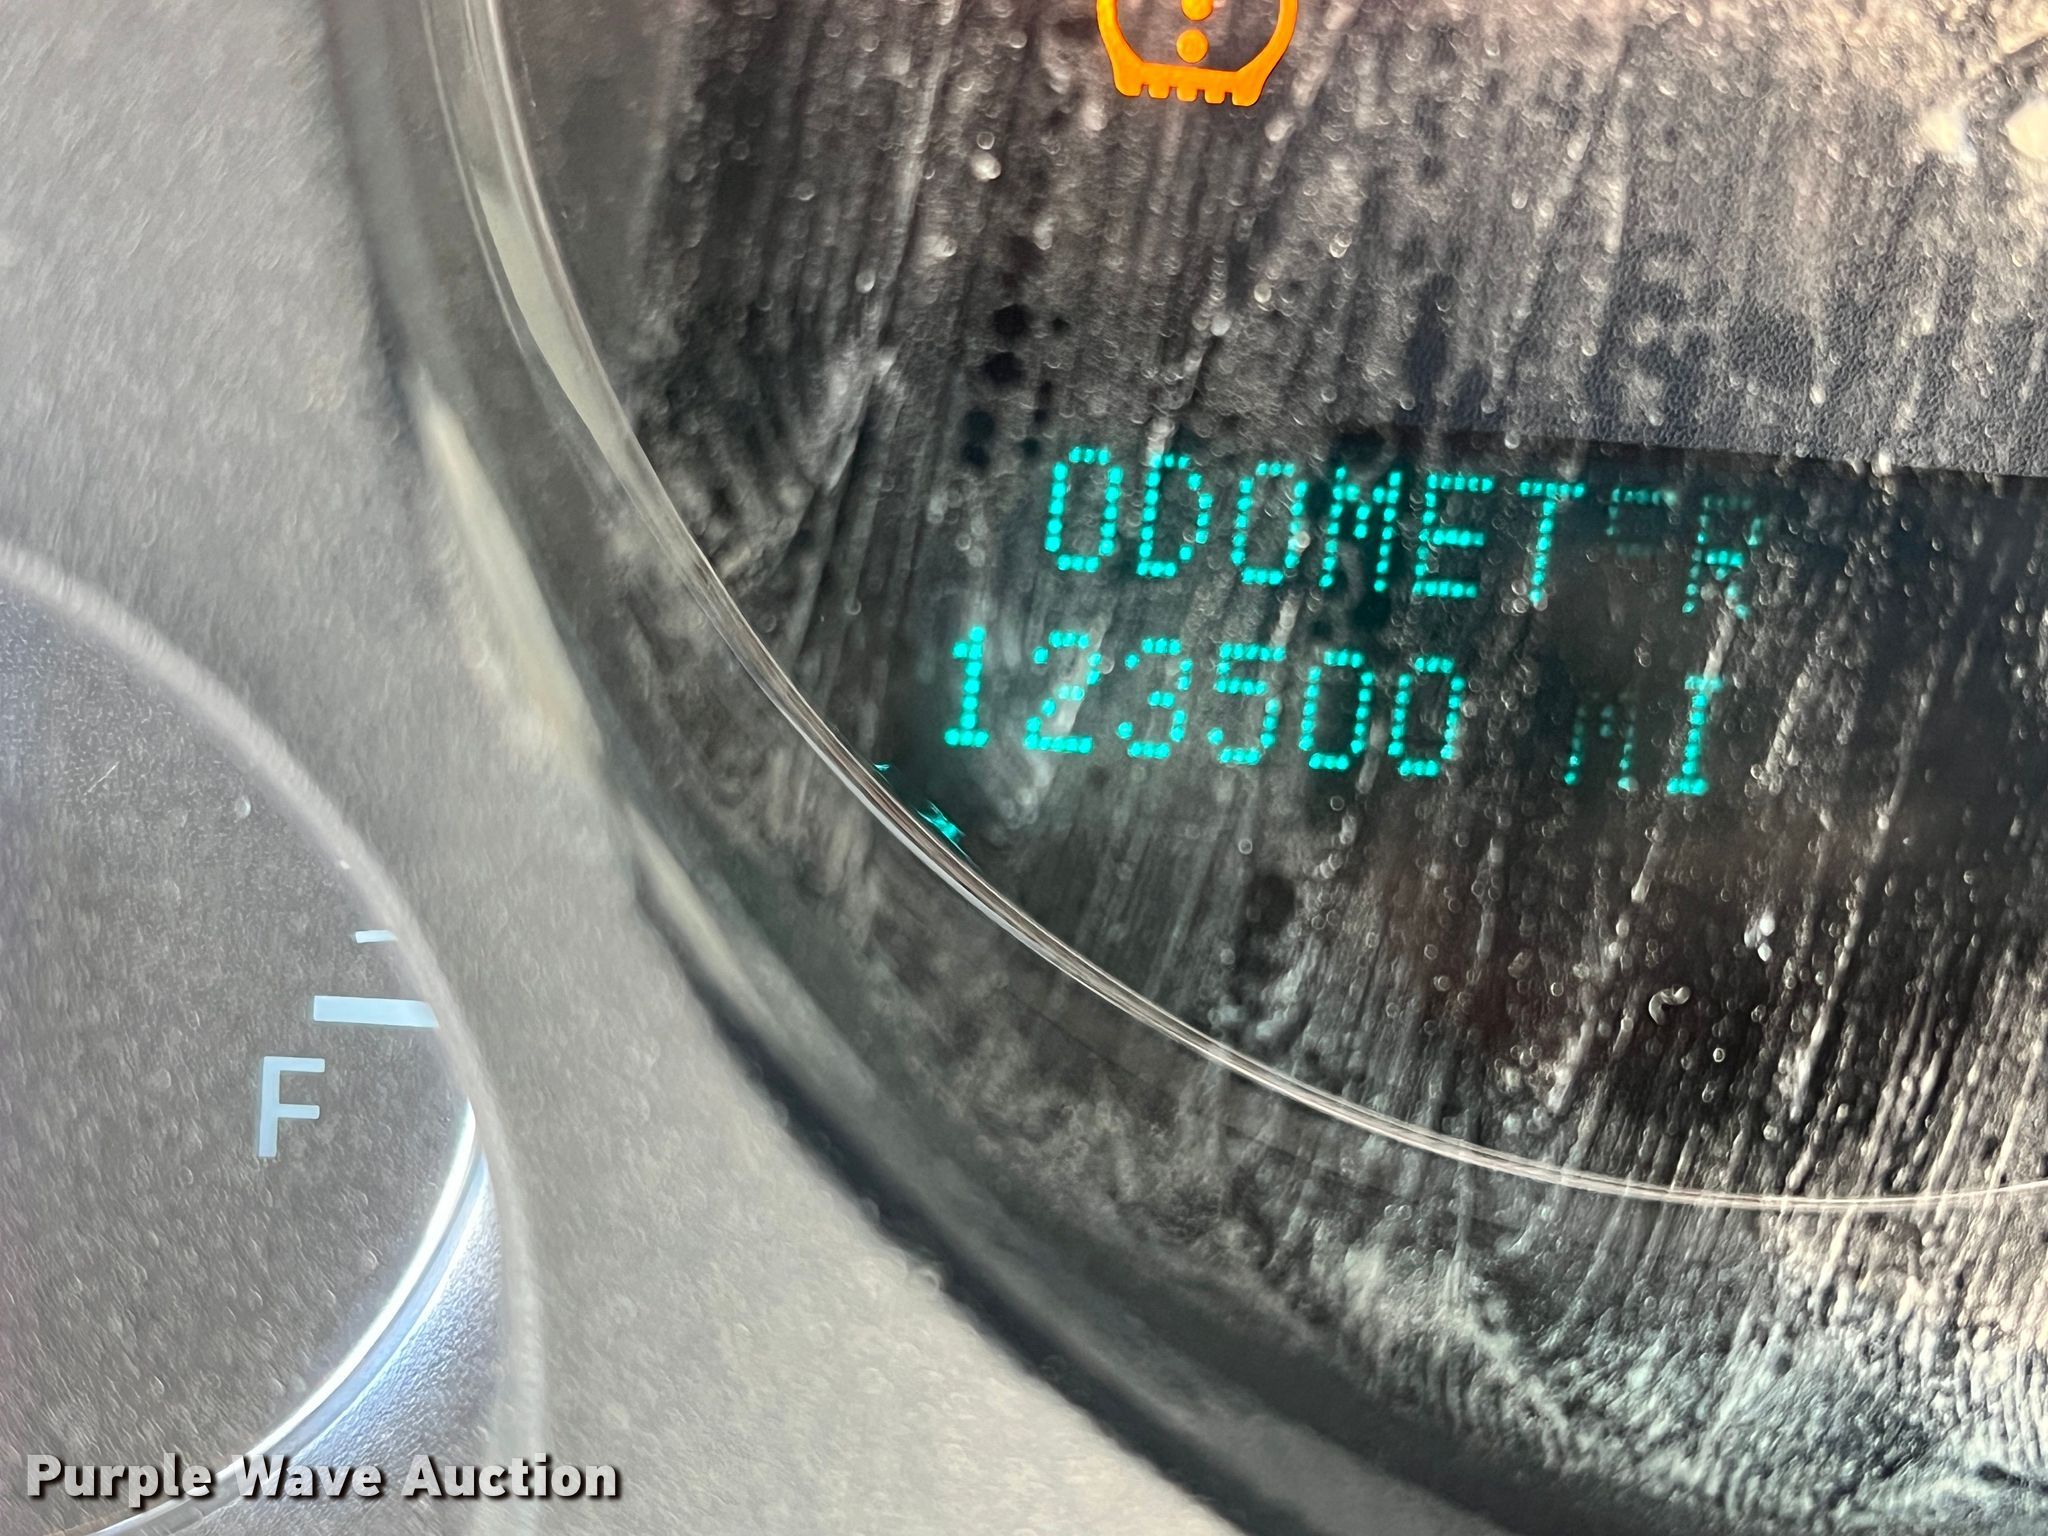 ODOMETER
123500 MI
F
Purple Wave Auction